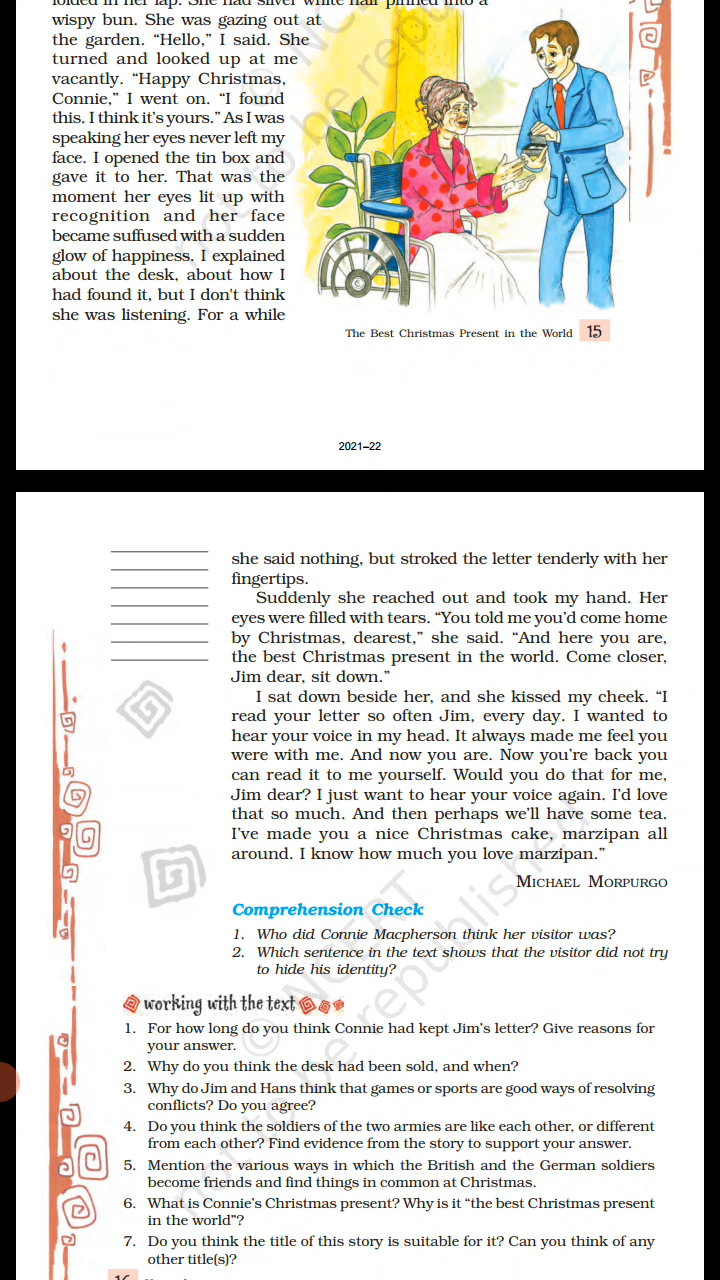 folded in her lap. She had silver white hair pinned into a
wispy bun. She was gazing out at
the garden. “Hello,” I said. She
turned and looked up at me
vacantly. “Happy Christmas,
Connie,” I went on. “I found
this. I think it’s yours.” As I was
speaking her eyes never left my
face. I opened the tin box and
gave it to her. That was the
moment her eyes lit up with
recognition and her face
became suffused with a sudden
glow of happiness. I explained
about the desk, about how I
had found it, but I don't think
she was listening. For a while
The Best Christmas Present in the World 15
2021–22
she said nothing, but stroked the letter tenderly with her
fingertips.
Suddenly she reached out and took my hand. Her
eyes were filled with tears. “You told me you’d come home
by Christmas, dearest,” she said. “And here you are,
the best Christmas present in the world. Come closer,
Jim dear, sit down.”
I sat down beside her, and she kissed my cheek. “I
read your letter so often Jim, every day. I wanted to
hear your voice in my head. It always made me feel you
were with me. And now you are. Now you’re back you
can read it to me yourself. Would you do that for me,
Jim dear? I just want to hear your voice again. I’d love
that so much. And then perhaps we’ll have some tea.
I’ve made you a nice Christmas cake, marzipan all
around. I know how much you love marzipan.”
MICHAEL MORPURGO
Comprehension Check
1. Who did Connie Macpherson think her visitor was?
2. Which sentence in the text shows that the visitor did not try
to hide his identity?
working with the text
1. For how long do you think Connie had kept Jim’s letter? Give reasons for
your answer.
2. Why do you think the desk had been sold, and when?
3. Why do Jim and Hans think that games or sports are good ways of resolving
conflicts? Do you agree?
4. Do you think the soldiers of the two armies are like each other, or different
from each other? Find evidence from the story to support your answer.
5. Mention the various ways in which the British and the German soldiers
become friends and find things in common at Christmas.
6. What is Connie’s Christmas present? Why is it “the best Christmas present
in the world”?
7. Do you think the title of this story is suitable for it? Can you think of any
other title(s)?
16
© NCERT
not to be republished